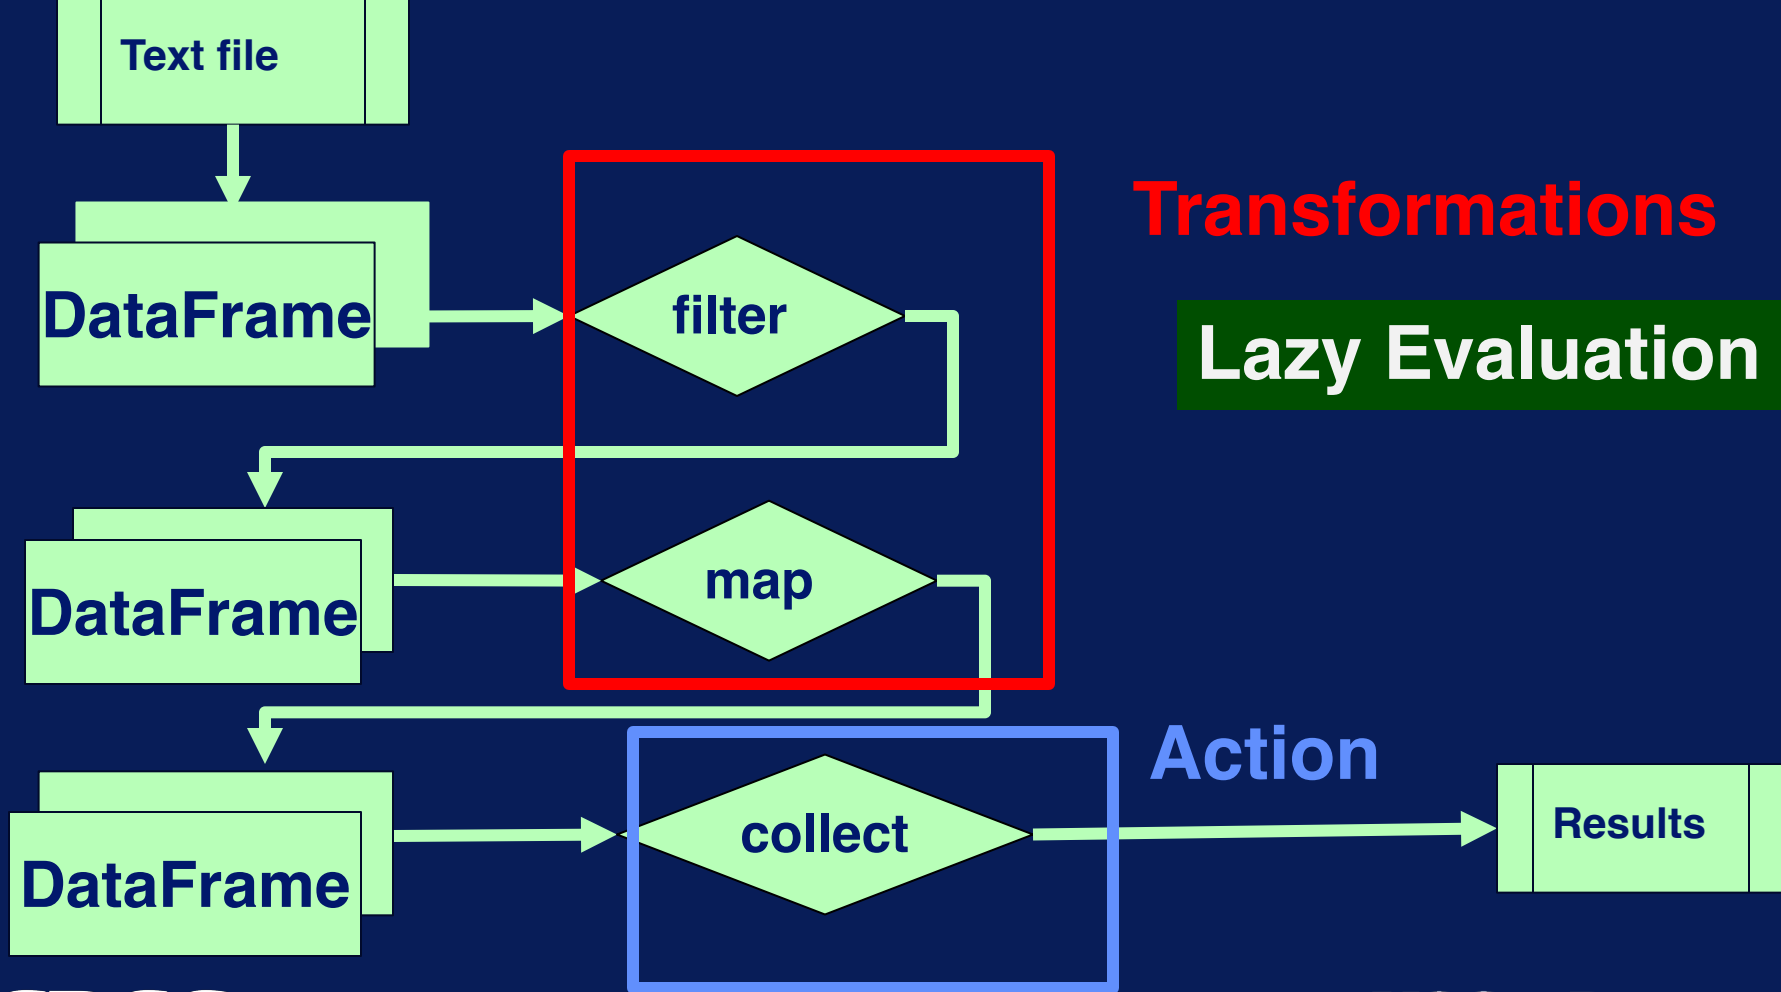 Text file
Transformations
DataFrame
filter
Lazy Evaluation
DataFrame
map
Action
DataFrame
collect
Results